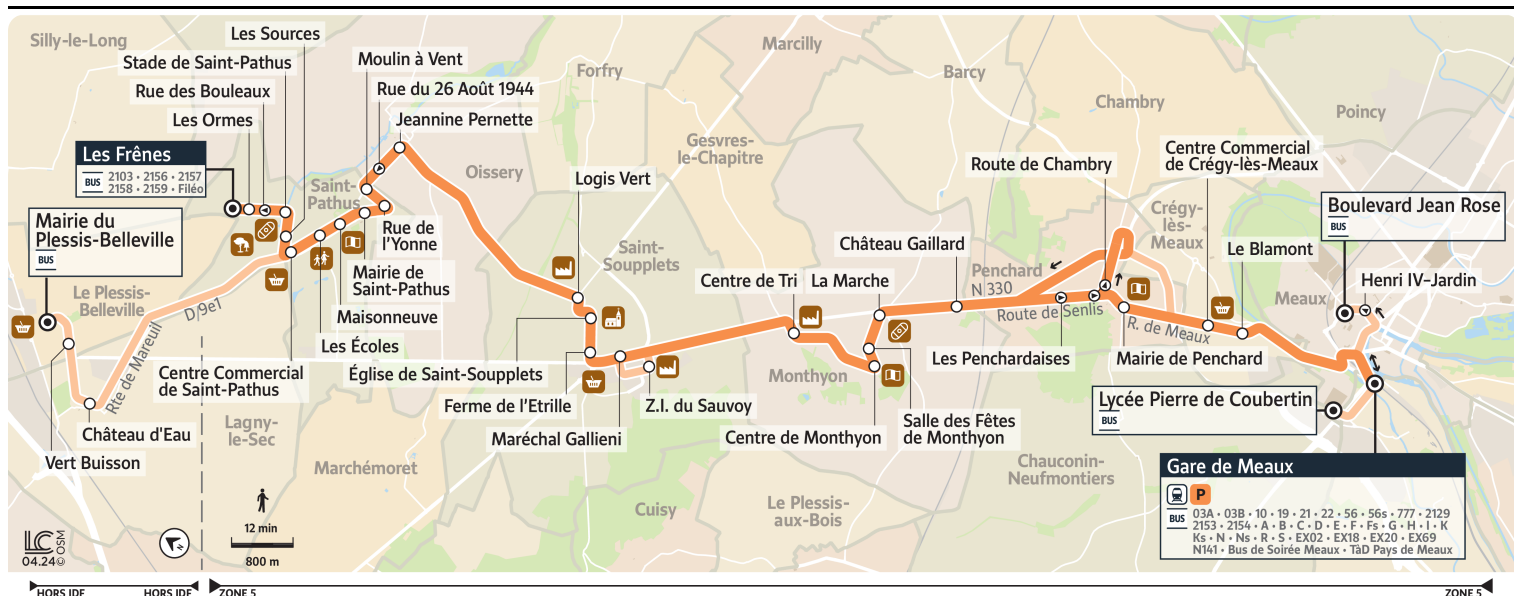 Silly-le-Long
Les Sources
Stade de Saint-Pathus
Rue des Bouleaux
Les Ormes
Les Frênes
BUS
2103 • 2156 • 2157
2158 • 2159 • Filéo
Mairie du
Plessis-Belleville
BUS
Le Plessis-
Belleville
Moulin à Vent
Rue du 26 Août 1944
Jeannine Pernette
Saint-
Pathus
Rue de
l'Yonne
Mairie de
Saint-Pathus
Maisonneuve
Les Écoles
Centre Commercial
de Saint-Pathus
D 9e1
Rte de Mareuil
Château d'Eau
Vert Buisson
Lagny-
le-Sec
Marchémoret
Forfry
Oissery
Marcilly
Gesvres-
le-Chapitre
Barcy
Chambry
Poincy
Logis Vert
Saint-
Soupplets
Église de Saint-Soupplets
Ferme de l'Etrille
Maréchal Gallieni
Z.I. du Sauvoy
Cuisy
Centre de Tri
La Marche
Château Gaillard
Monthyon
Centre de Monthyon
Salle des Fêtes
de Monthyon
Le Plessis-
aux-Bois
Chauconin-
Neufmontiers
Route de Chambry
Penchard
N 330
Route de Senlis
Les Penchardaises
Mairie de Penchard
R. de Meaux
Crégy-
lès-
Meaux
Centre Commercial
de Crégy-lès-Meaux
Le Blamont
Boulevard Jean Rose
BUS
Meaux
Henri IV–Jardin
Lycée Pierre de Coubertin
BUS
Gare de Meaux
P
BUS
03A • 03B • 10 • 19 • 21 • 22 • 56 • 56s • 777 • 2129
2153 • 2154 • A • B • C • D • E • F • Fs • G • H • I • K
Ks • N • Ns • R • S • EX02 • EX18 • EX20 • EX69
N141 • Bus de Soirée Meaux • TàD Pays de Meaux
12 min
800 m
LC
04.24 © OSM
N
HORS IDF
HORS IDF
ZONE 5
ZONE 5